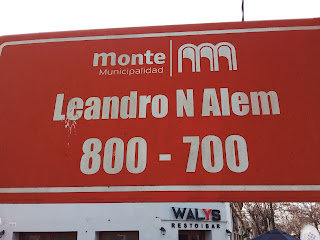 monte
Municipalidad
Leandro N Alem
800 - 700
WALYS
RESTO BAR